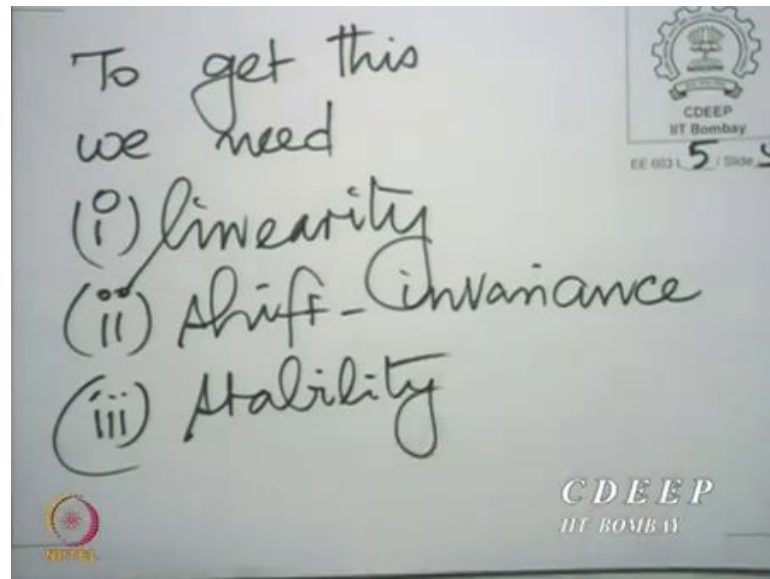 To get this
we need
(i) linearity
(ii) shift-invariance
(iii) stability
CDEEP
IIT Bombay
EE 603 L 5 / Slide
CDEEP
IIT BOMBAY
NPTEL